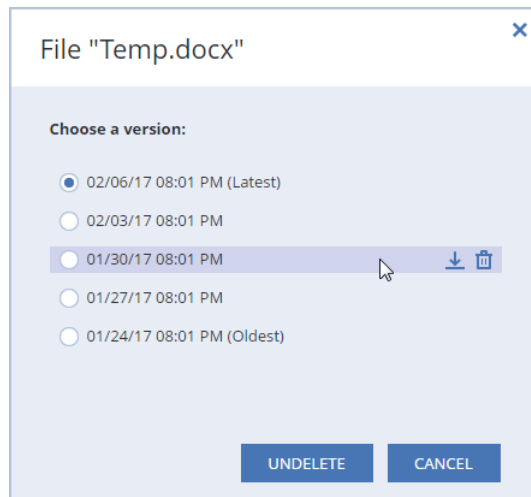 File "Temp.docx"
Choose a version:
02/06/17 08:01 PM (Latest)
02/03/17 08:01 PM
01/30/17 08:01 PM
01/27/17 08:01 PM
01/24/17 08:01 PM (Oldest)
UNDELETE CANCEL